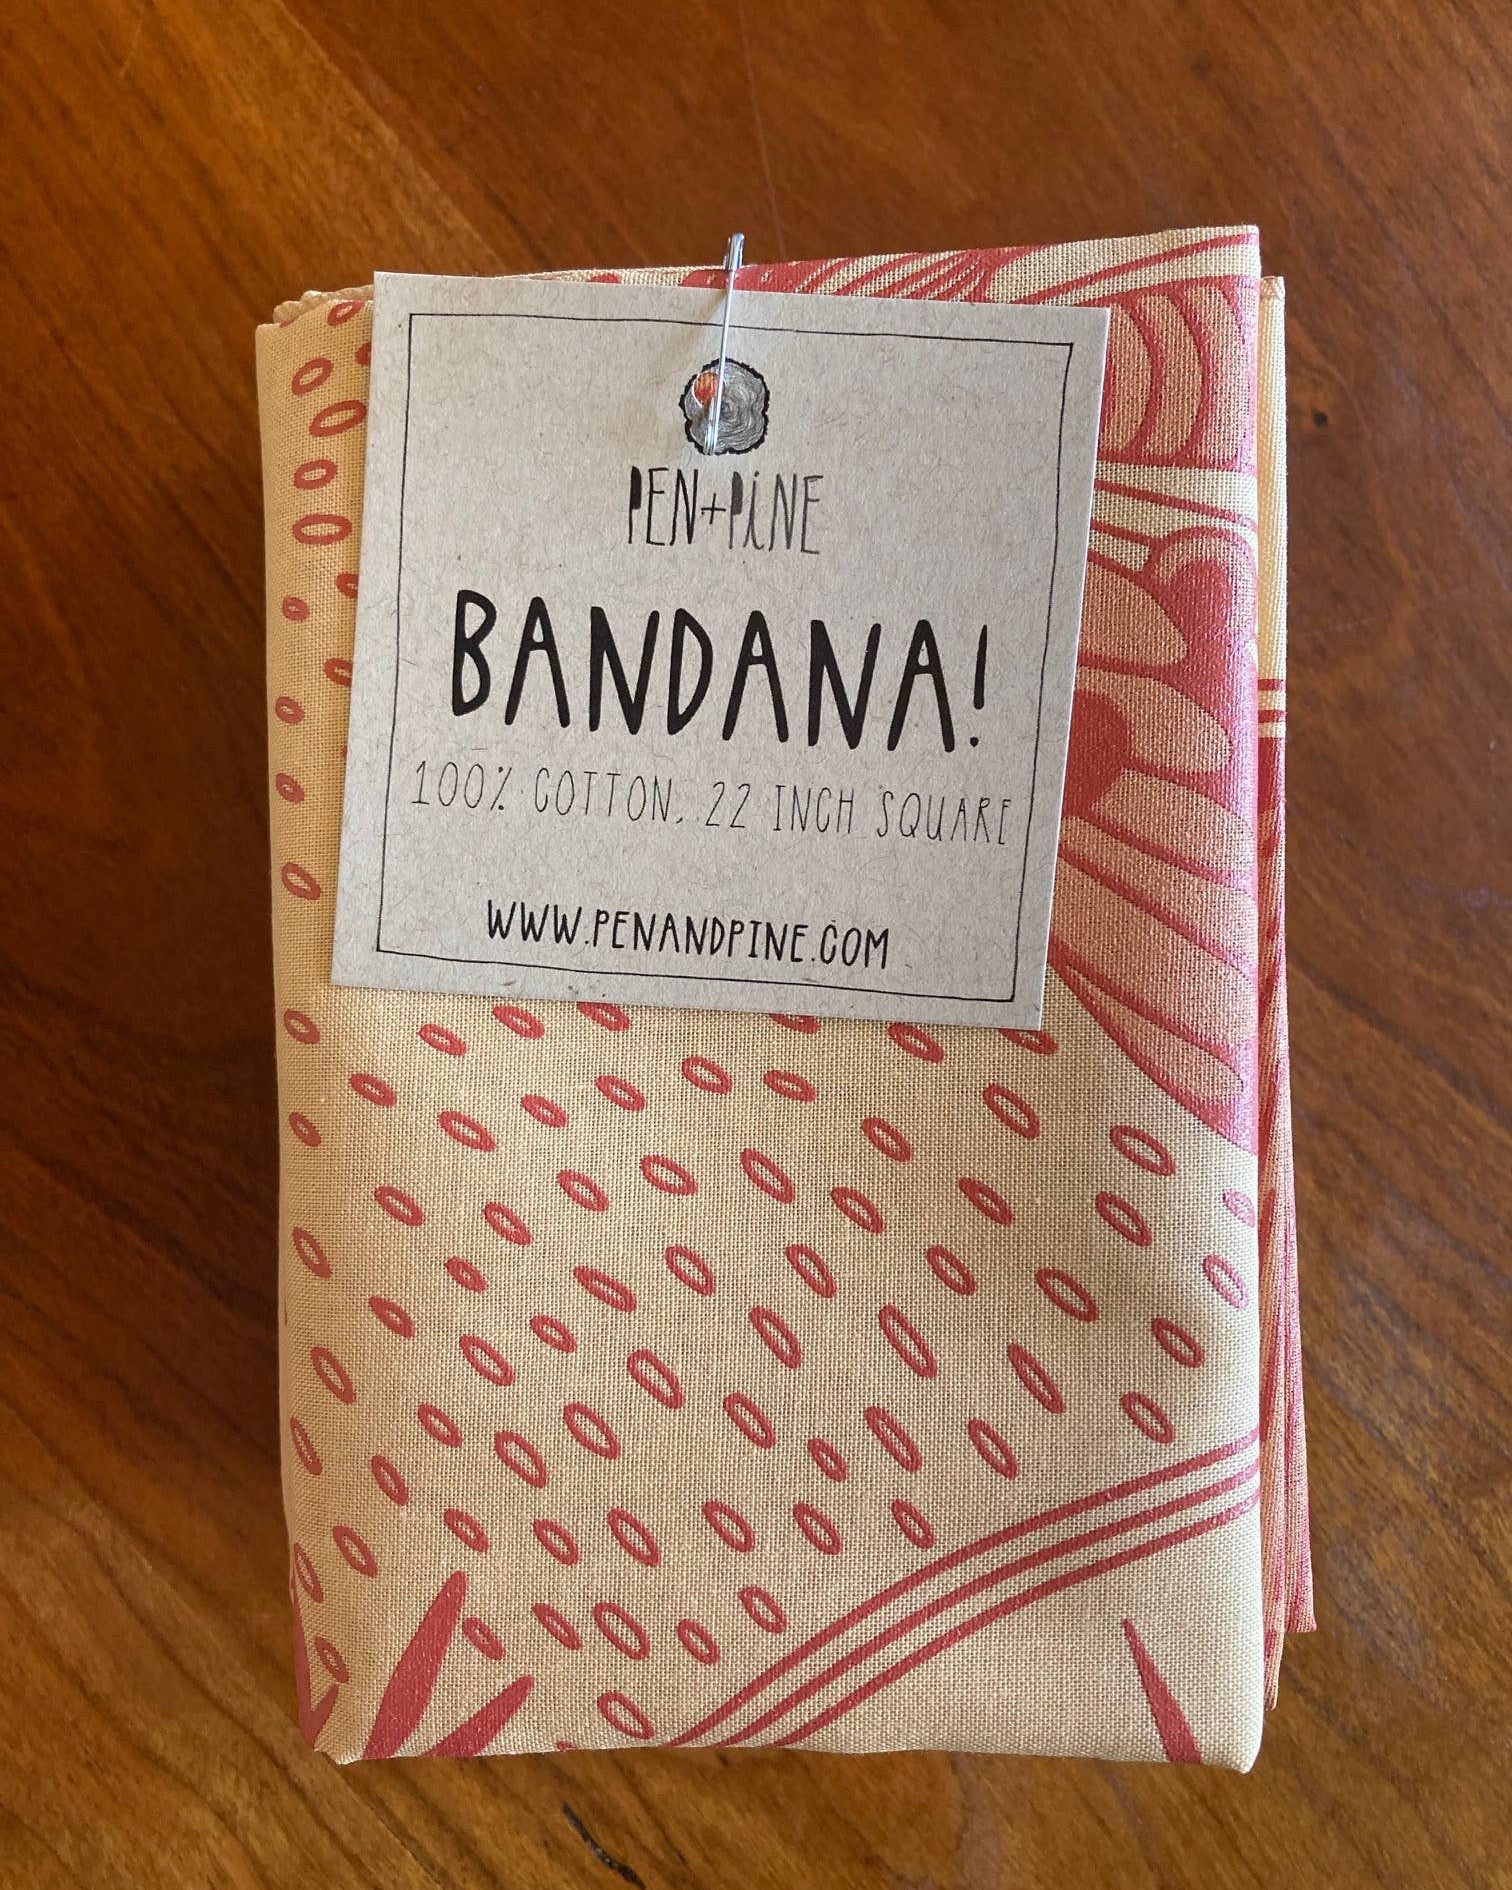 PEN+PiNE
BANDANA!
100% COTTON, 22 INCH SQUARE
WWW.PENANDPINE.COM